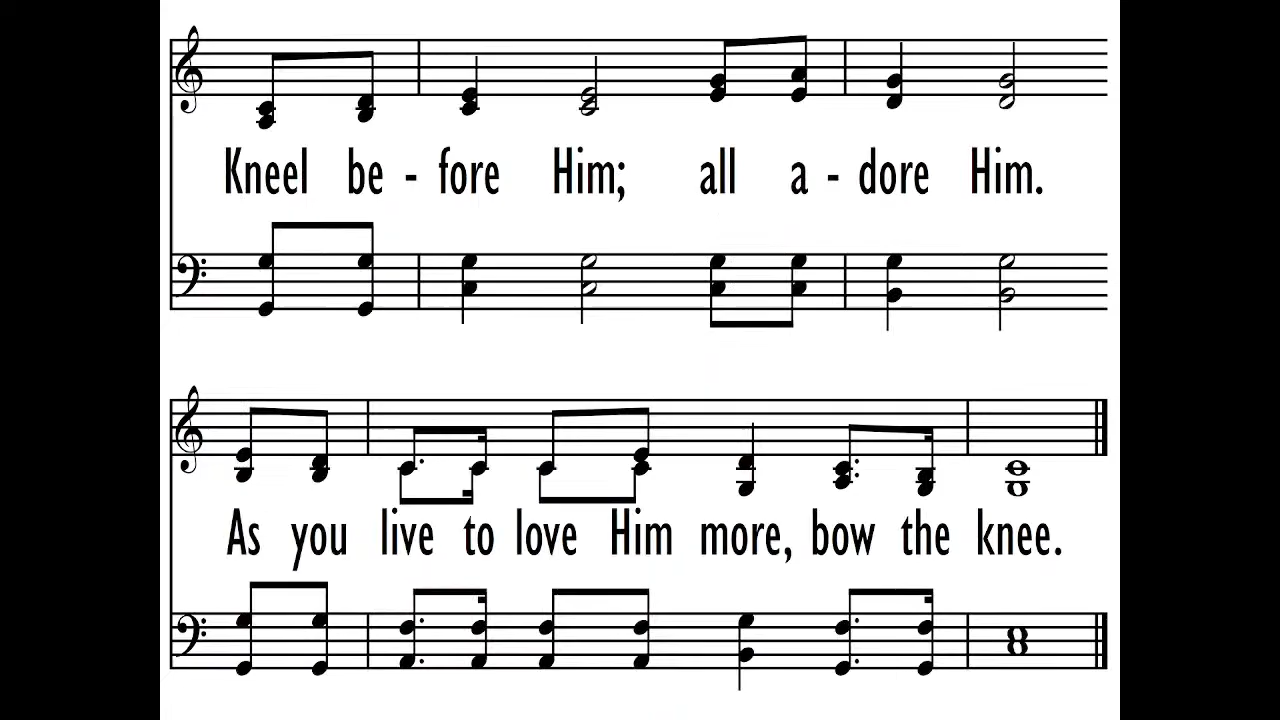 Kneel be - fore Him; all a - dore Him.
As you live to love Him more, bow the knee.